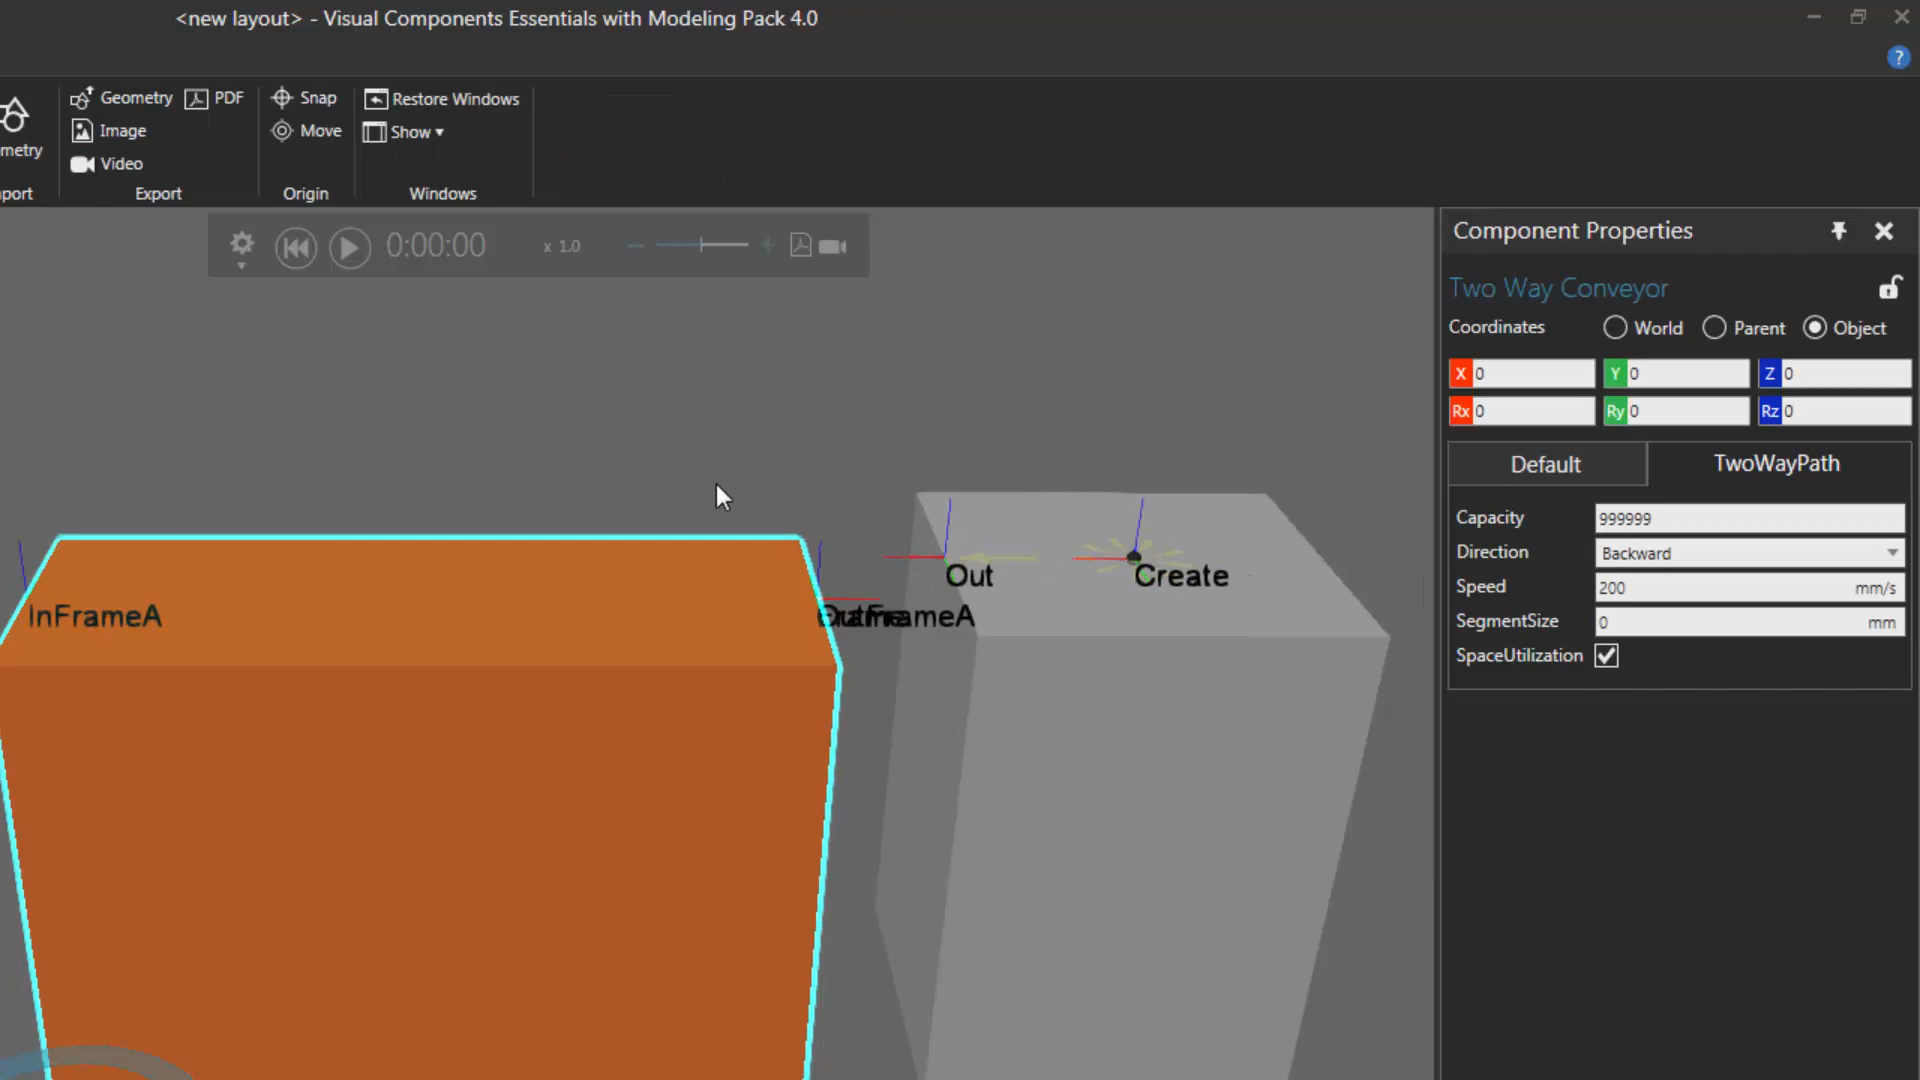 <new layout> - Visual Components Essentials with Modeling Pack 4.0
Geometry PDF Snap Restore Windows
metry Image Move Show
Video
port Export Origin Windows
0:00:00 x 1.0
Component Properties
Two Way Conveyor
Coordinates World Parent Object
X 0 Y 0 Z 0
Rx 0 Ry 0 Rz 0
Default TwoWayPath
Capacity 999999
Direction Backward
Speed 200 mm/s
SegmentSize 0 mm
SpaceUtilization
Out Create
InFrameA